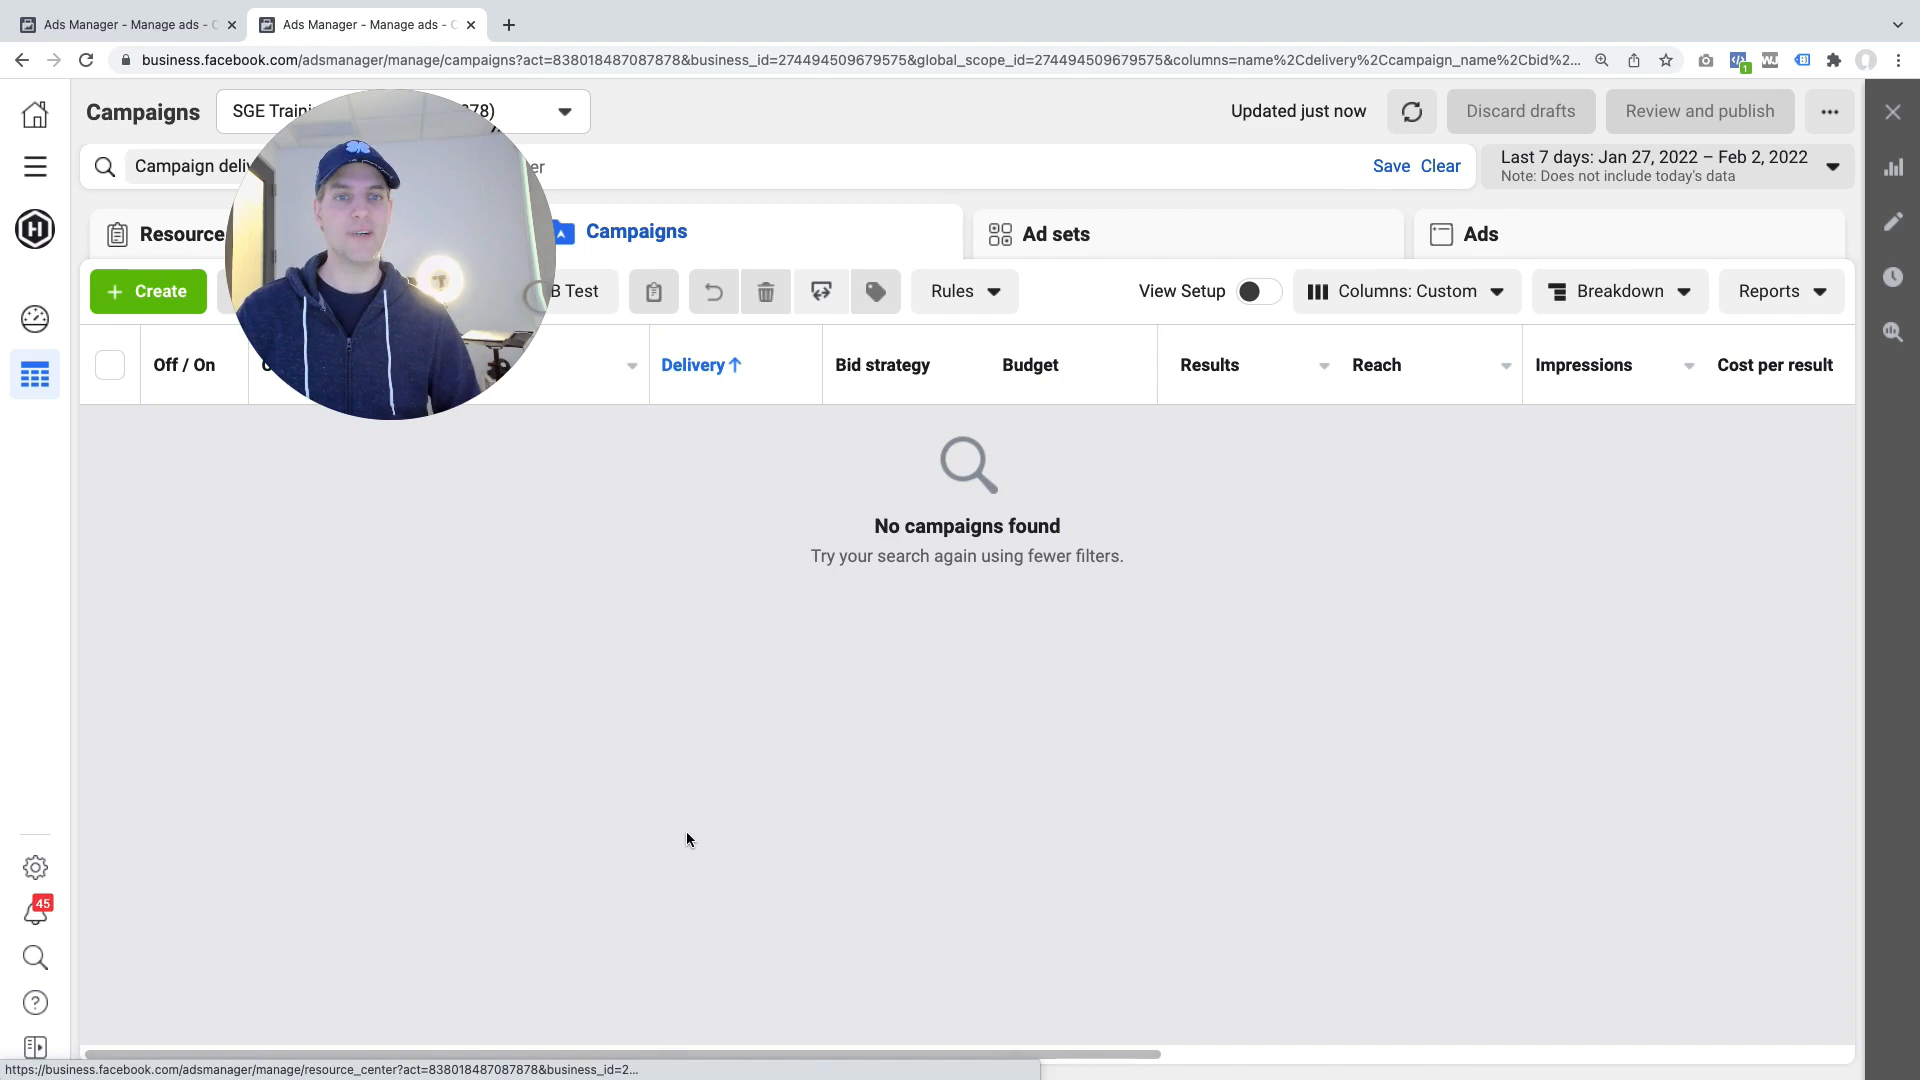 Ads Manager - Manage ads - C
Ads Manager - Manage ads - C
business.facebook.com/adsmanager/manage/campaigns?act=838018487087878&business_id=274494509679575&global_scope_id=274494509679575&columns=name%2Cdelivery%2Ccampaign_name%2Cbid%2...
1
Campaigns
SGE Traini
878)
Updated just now
Discard drafts
Review and publish
Campaign deliv
er
Save
Clear
Last 7 days: Jan 27, 2022 – Feb 2, 2022
Note: Does not include today's data
Resource
Campaigns
Ad sets
Ads
+ Create
B Test
Rules
View Setup
Columns: Custom
Breakdown
Reports
Off / On
Delivery↑
Bid strategy
Budget
Results
Reach
Impressions
Cost per result
No campaigns found
Try your search again using fewer filters.
45
https://business.facebook.com/adsmanager/manage/resource_center?act=838018487087878&business_id=2...